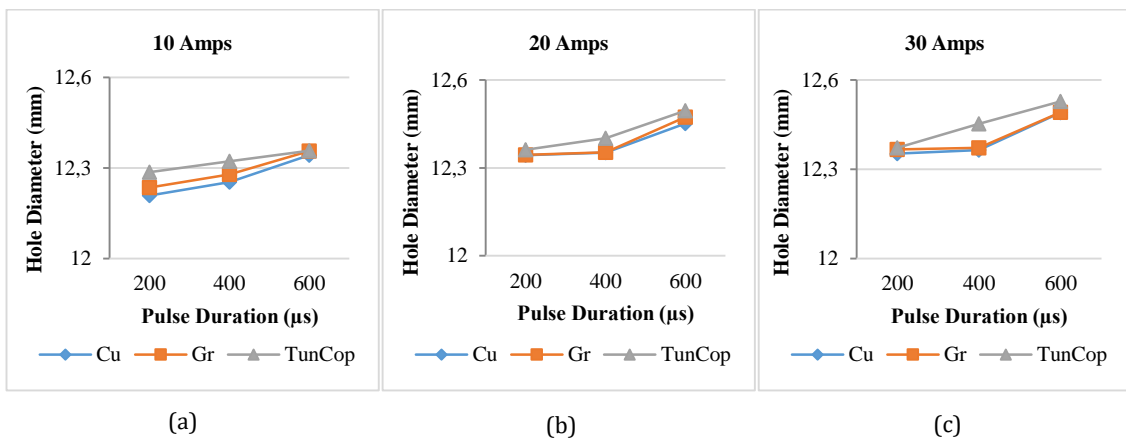 10 Amps
12,6
12,3
12
Hole Diameter (mm)
200 400 600
Pulse Duration (µs)
Cu Gr TunCop
(a)
20 Amps
12,6
12,3
12
Hole Diameter (mm)
200 400 600
Pulse Duration (µs)
Cu Gr TunCop
(b)
30 Amps
12,6
12,3
12
Hole Diameter (mm)
200 400 600
Pulse Duration (µs)
Cu Gr TunCop
(c)